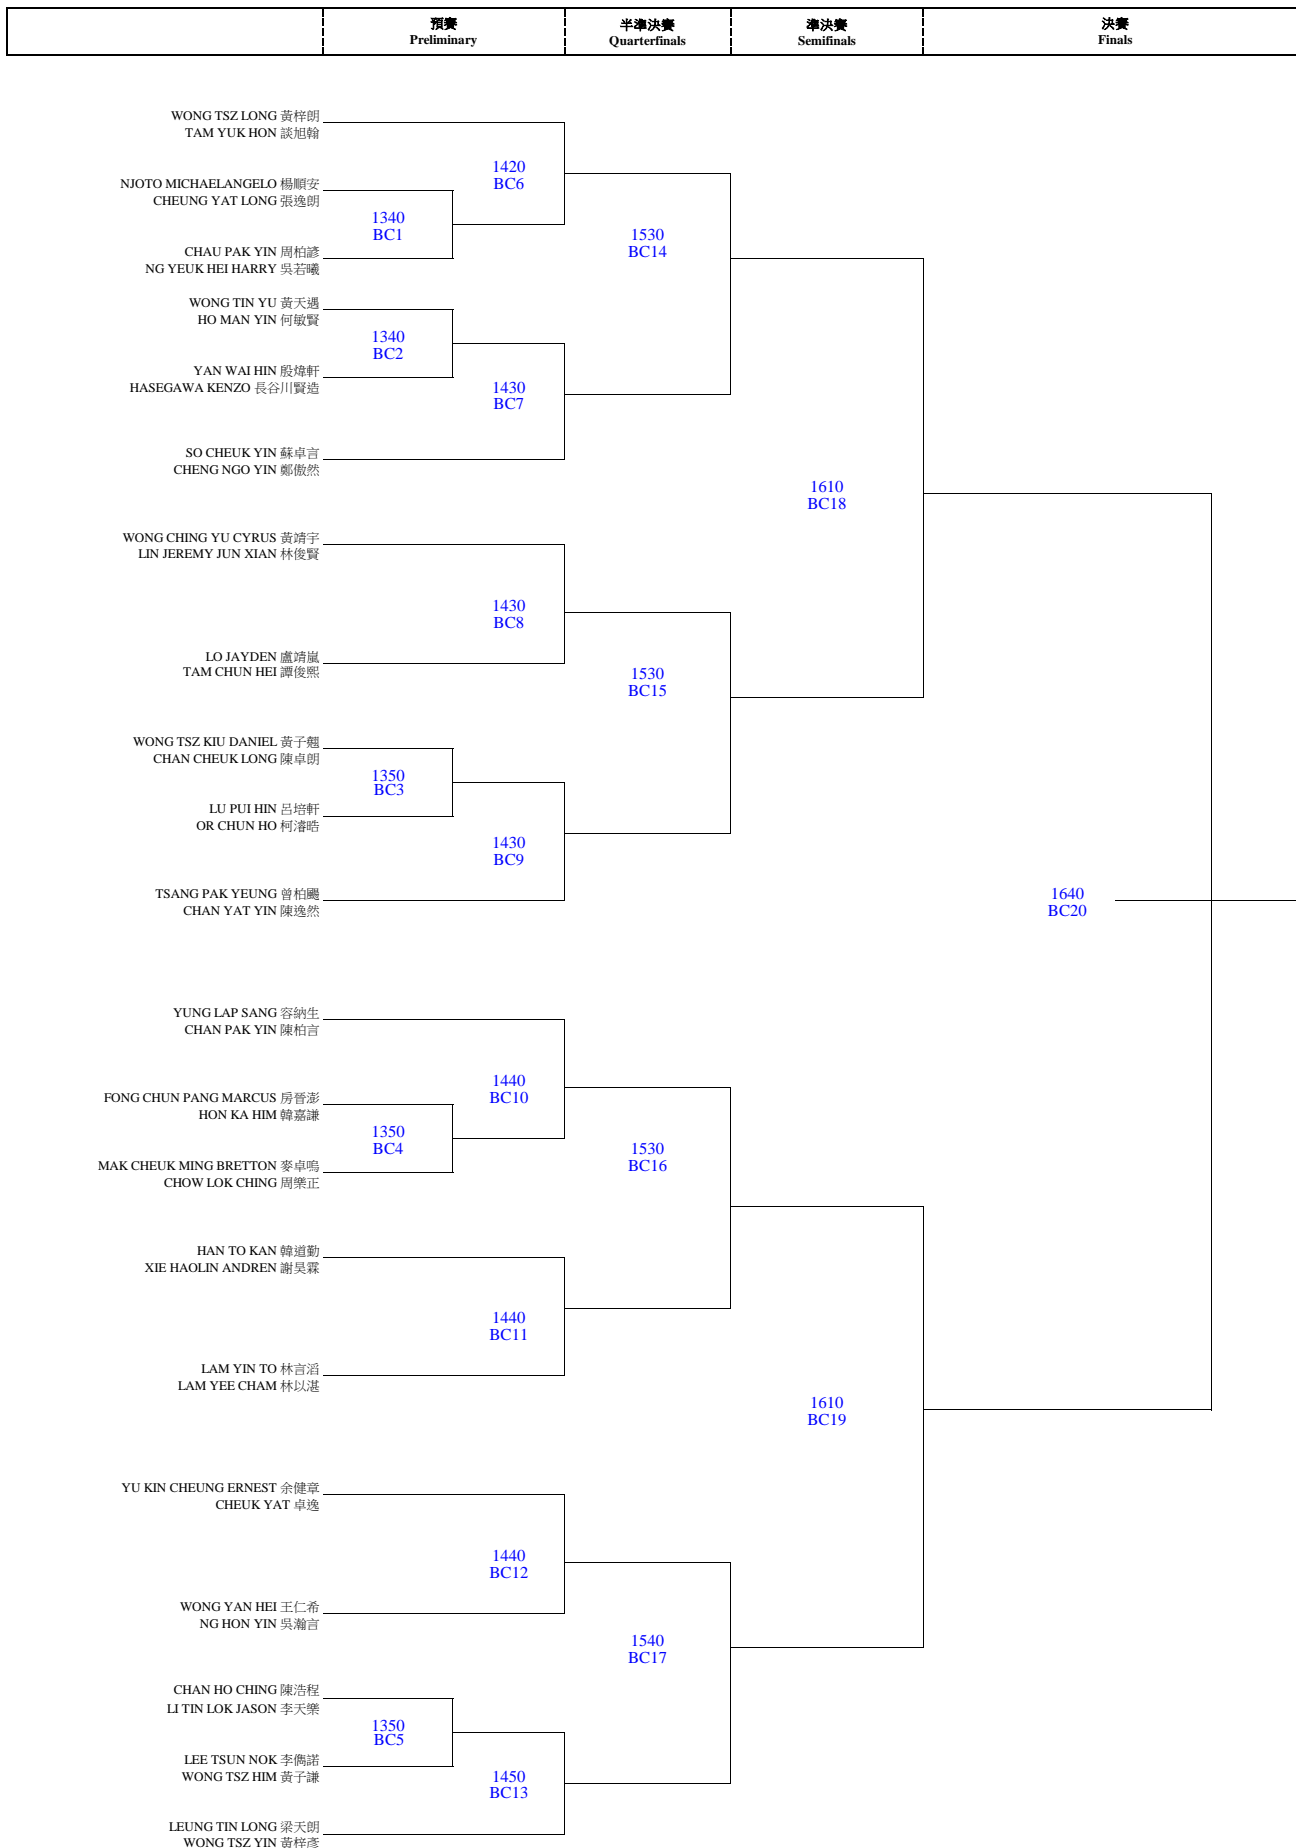 預賽 半準決賽 準決賽 決賽
Preliminary Quarterfinals Semifinals Finals
WONG TSZ LONG 黃梓朗
TAM YUK HON 談旭翰
1420
BC6
NJOTO MICHAELANGELO 楊順安
CHEUNG YAT LONG 張逸朗
1340
BC1
1530
BC14
CHAU PAK YIN 周柏諺
NG YEUK HEI HARRY 吳若曦
WONG TIN YU 黃天遇
HO MAN YIN 何敏賢
1340
BC2
YAN WAI HIN 殷煒軒
HASEGAWA KENZO 長谷川賢造
1430
BC7
SO CHEUK YIN 蘇卓言
CHENG NGO YIN 鄭傲然
1610
BC18
WONG CHING YU CYRUS 黃靖宇
LIN JEREMY JUN XIAN 林俊賢
1430
BC8
LO JAYDEN 盧靖嵐
TAM CHUN HEI 譚俊熙
1530
BC15
WONG TSZ KIU DANIEL 黃子翹
CHAN CHEUK LONG 陳卓朗
1350
BC3
LU PUI HIN 呂培軒
OR CHUN HO 柯濬晧
1430
BC9
TSANG PAK YEUNG 曾柏颺
CHAN YAT YIN 陳逸然
1640
BC20
YUNG LAP SANG 容納生
CHAN PAK YIN 陳柏言
1440
BC10
FONG CHUN PANG MARCUS 房晉澎
HON KA HIM 韓嘉謙
1350
BC4
1530
BC16
MAK CHEUK MING BRETTON 麥卓鳴
CHOW LOK CHING 周樂正
HAN TO KAN 韓道勤
XIE HAOLIN ANDREN 謝昊霖
1440
BC11
LAM YIN TO 林言滔
LAM YEE CHAM 林以湛
1610
BC19
YU KIN CHEUNG ERNEST 余健章
CHEUK YAT 卓逸
1440
BC12
WONG YAN HEI 王仁希
NG HON YIN 吳瀚言
1540
BC17
CHAN HO CHING 陳浩程
LI TIN LOK JASON 李天樂
1350
BC5
LEE TSUN NOK 李儁諾
WONG TSZ HIM 黃子謙
1450
BC13
LEUNG TIN LONG 梁天朗
WONG TSZ YIN 黃梓彥